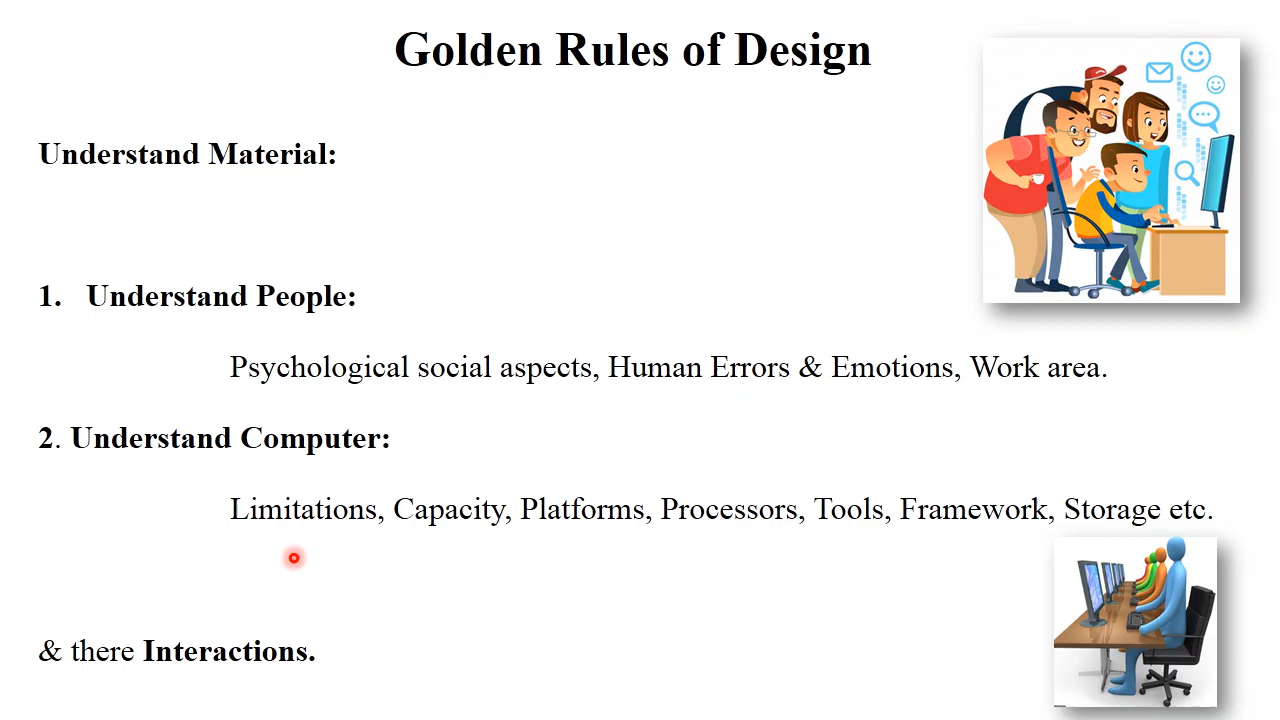 Golden Rules of Design
Understand Material:
1. Understand People:
Psychological social aspects, Human Errors & Emotions, Work area.
2. Understand Computer:
Limitations, Capacity, Platforms, Processors, Tools, Framework, Storage etc.
& there Interactions.